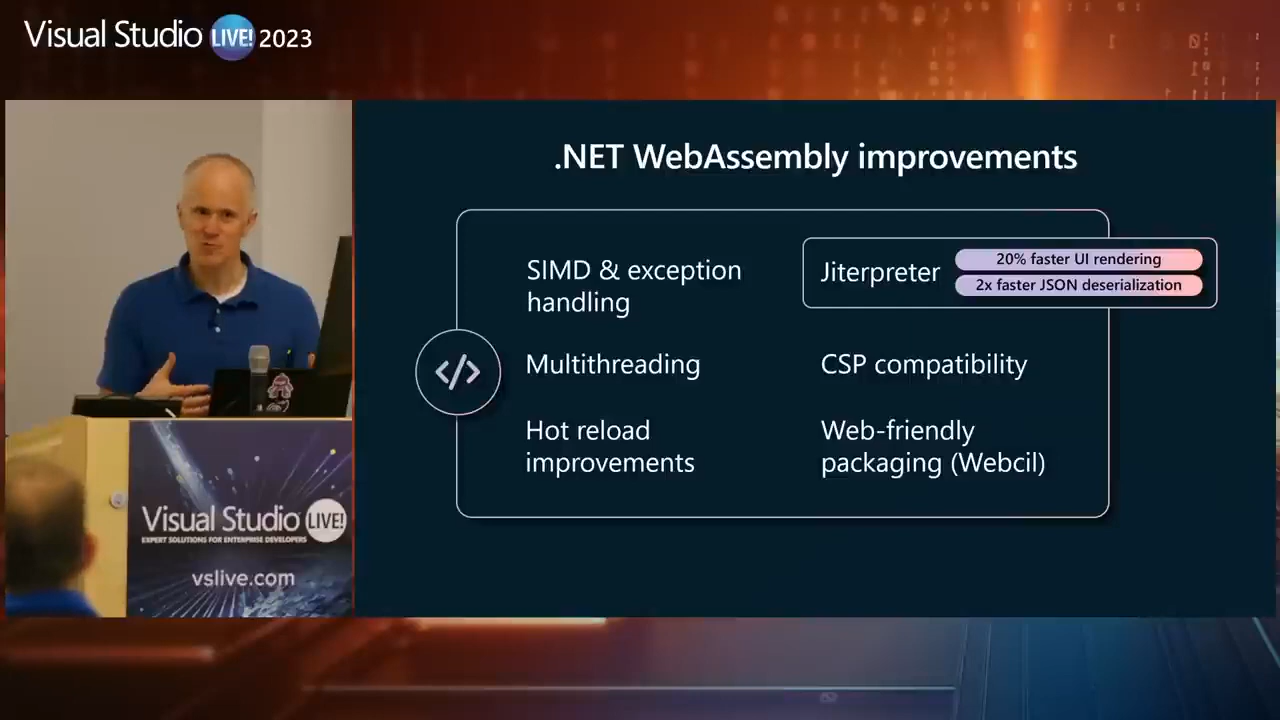 Visual Studio LIVE! 2023
.NET WebAssembly improvements
SIMD & exception
handling
Jiterpreter
20% faster UI rendering
2x faster JSON deserialization
Multithreading
CSP compatibility
Hot reload
improvements
Web-friendly
packaging (Webcil)
Visual Studio LIVE!
EXPERT SOLUTIONS FOR ENTERPRISE DEVELOPERS
vslive.com